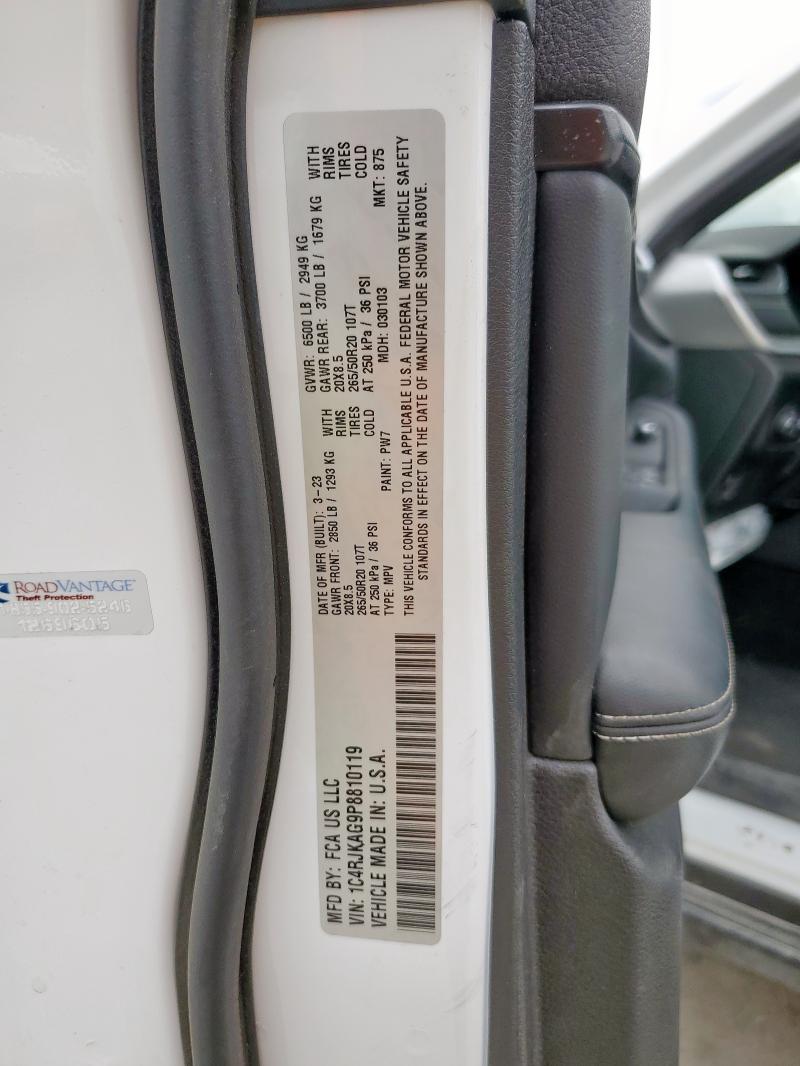 MFD BY: FCA US LLC
VIN: 1C4RJKAG9P8810119
VEHICLE MADE IN: U.S.A.
DATE OF MFR (BUILT): 3-23
GAWR FRONT: 2850 LB / 1293 KG WITH
20X8.5 RIMS
265/50R20 107T TIRES
AT 250 kPa / 36 PSI COLD
TYPE: MPV PAINT: PW7
GVWR: 6500 LB / 2949 KG
GAWR REAR: 3700 LB / 1679 KG WITH
20X8.5 RIMS
265/50R20 107T TIRES
AT 250 kPa / 36 PSI COLD
MDH: 030103 MKT: 875
THIS VEHICLE CONFORMS TO ALL APPLICABLE U.S.A. FEDERAL MOTOR VEHICLE SAFETY
STANDARDS IN EFFECT ON THE DATE OF MANUFACTURE SHOWN ABOVE.
ROADVANTAGE
Theft Protection